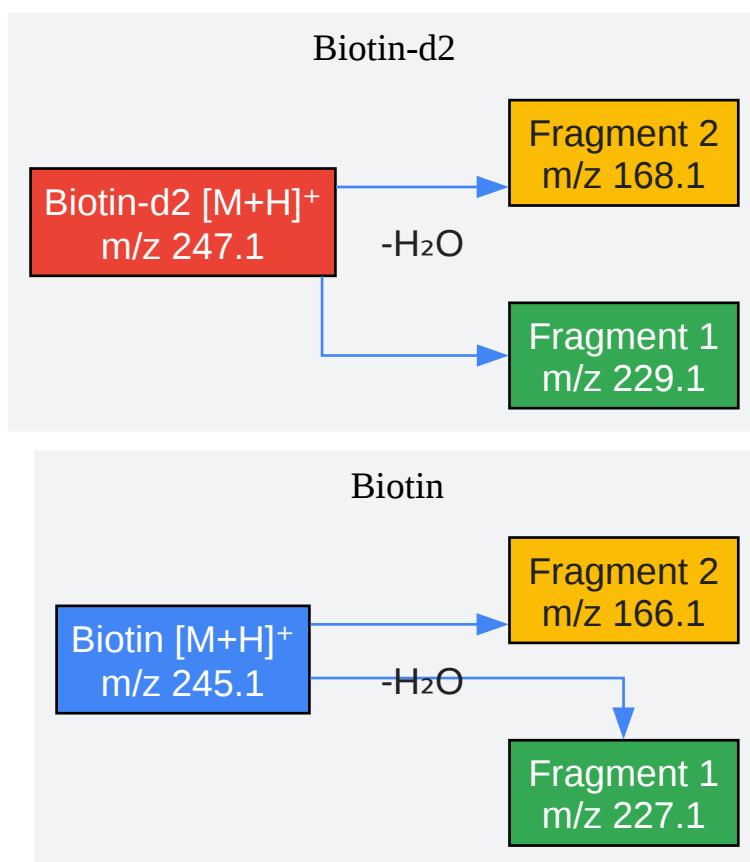 Biotin-d2
Fragment 2
m/z 168.1
Biotin-d2 [M+H]⁺
m/z 247.1
-H₂O
Fragment 1
m/z 229.1
Biotin
Fragment 2
m/z 166.1
Biotin [M+H]⁺
m/z 245.1
-H₂O
Fragment 1
m/z 227.1